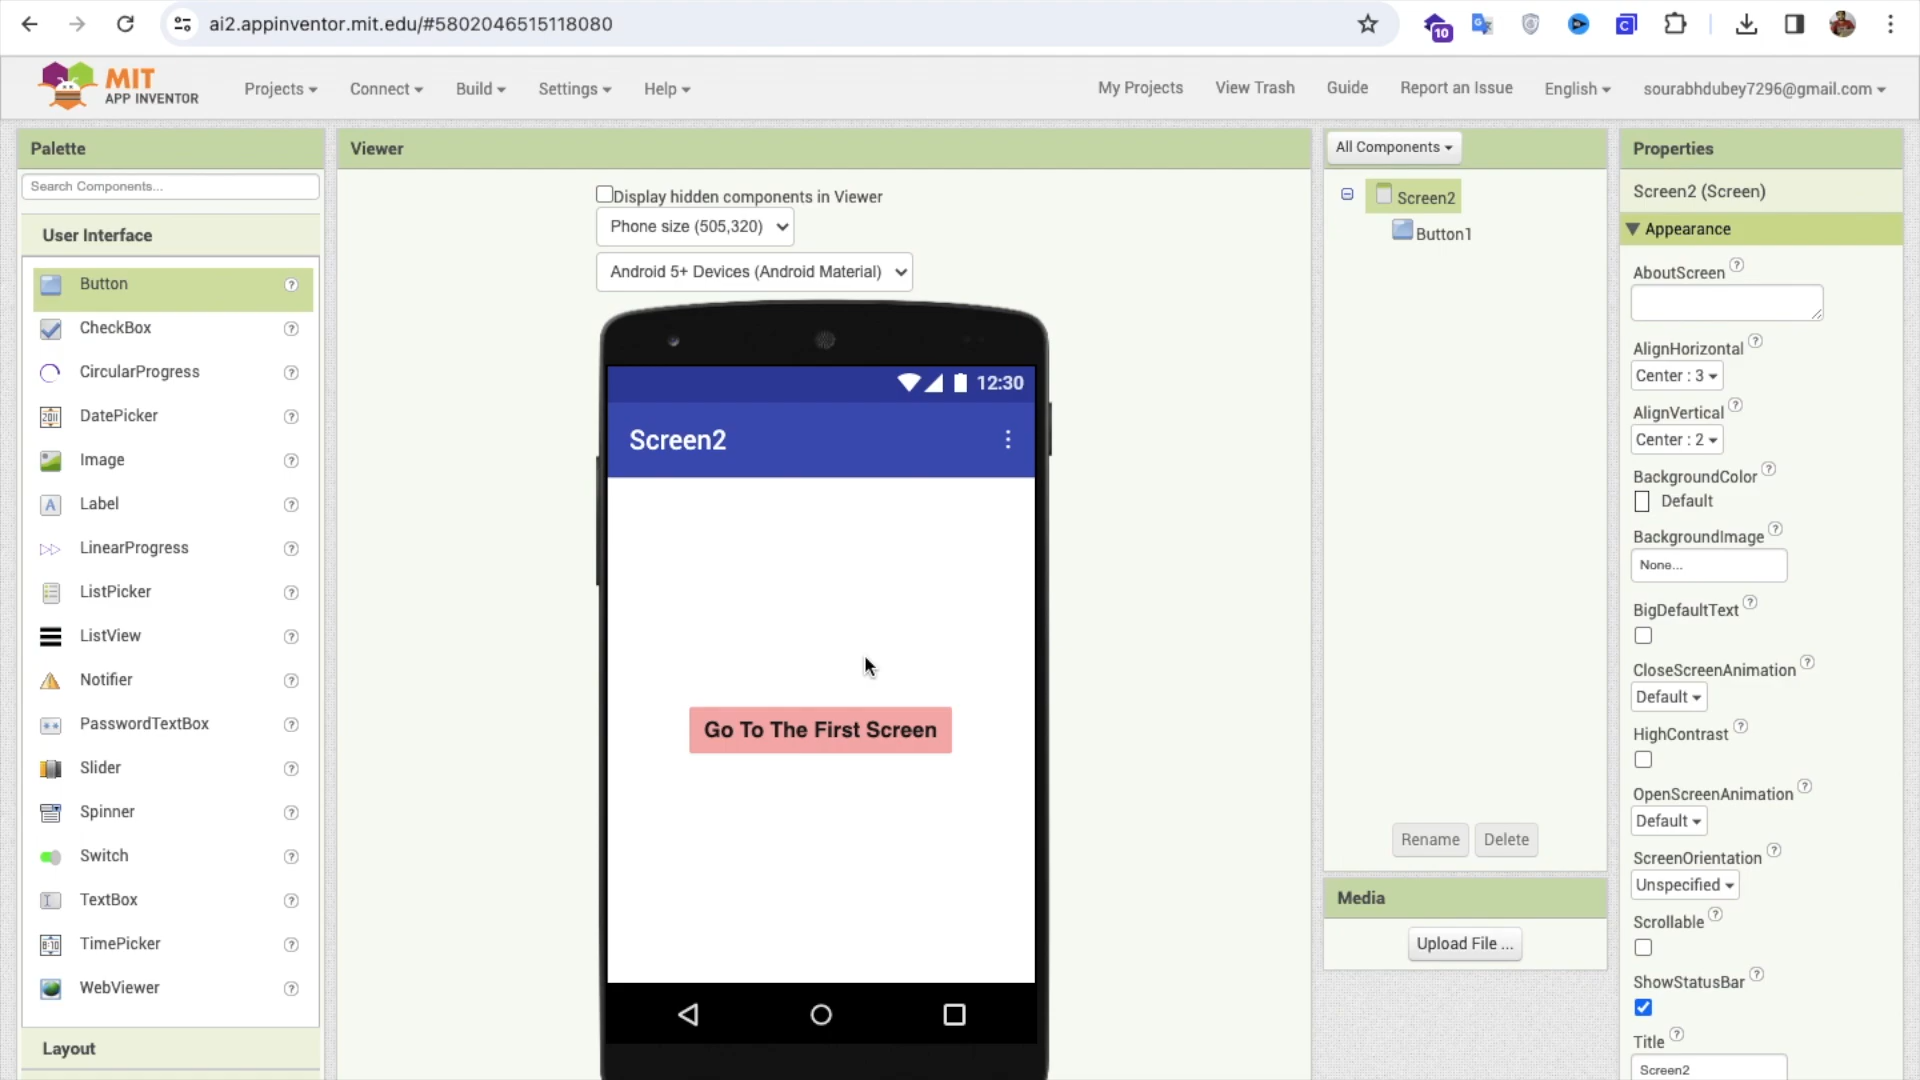 ai2.appinventor.mit.edu/#5802046515118080
10
MIT
APP INVENTOR
Projects
Connect
Build
Settings
Help
My Projects
View Trash
Guide
Report an Issue
English
sourabhdubey7296@gmail.com
Palette
Search Components...
User Interface
Button
CheckBox
CircularProgress
DatePicker
Image
Label
LinearProgress
ListPicker
ListView
Notifier
PasswordTextBox
Slider
Spinner
Switch
TextBox
TimePicker
WebViewer
Layout
Viewer
Display hidden components in Viewer
Phone size (505,320)
Android 5+ Devices (Android Material)
12:30
Screen2
Go To The First Screen
All Components
Screen2
Button1
Rename
Delete
Media
Upload File ...
Properties
Screen2 (Screen)
Appearance
AboutScreen
AlignHorizontal
Center : 3
AlignVertical
Center : 2
BackgroundColor
Default
BackgroundImage
None...
BigDefaultText
CloseScreenAnimation
Default
HighContrast
OpenScreenAnimation
Default
ScreenOrientation
Unspecified
Scrollable
ShowStatusBar
Title
Screen2